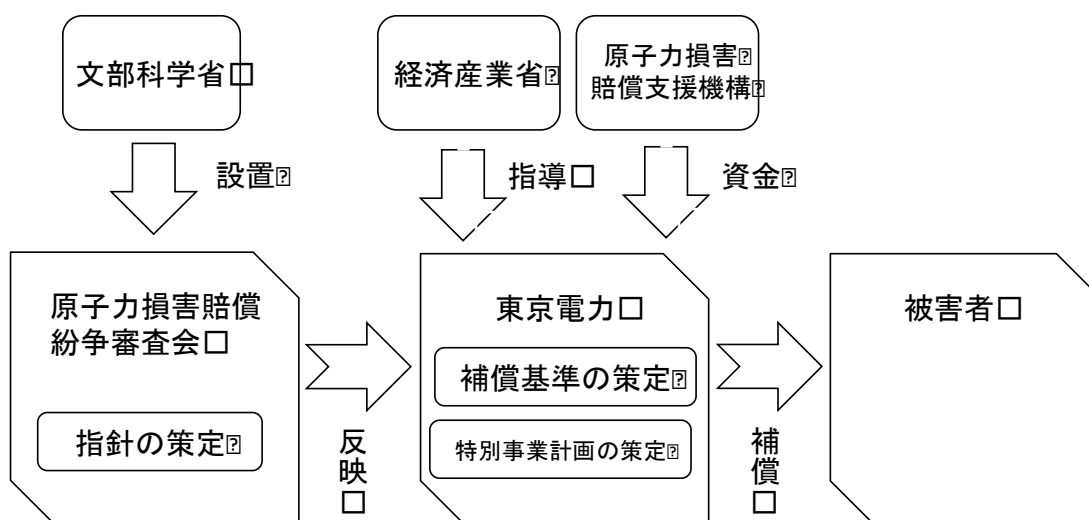 文部科学省
経済産業省
原子力損害
賠償支援機構
設置
指導
資金
原子力損害賠償
紛争審査会
指針の策定
反映
東京電力
補償基準の策定
特別事業計画の策定
補償
被害者